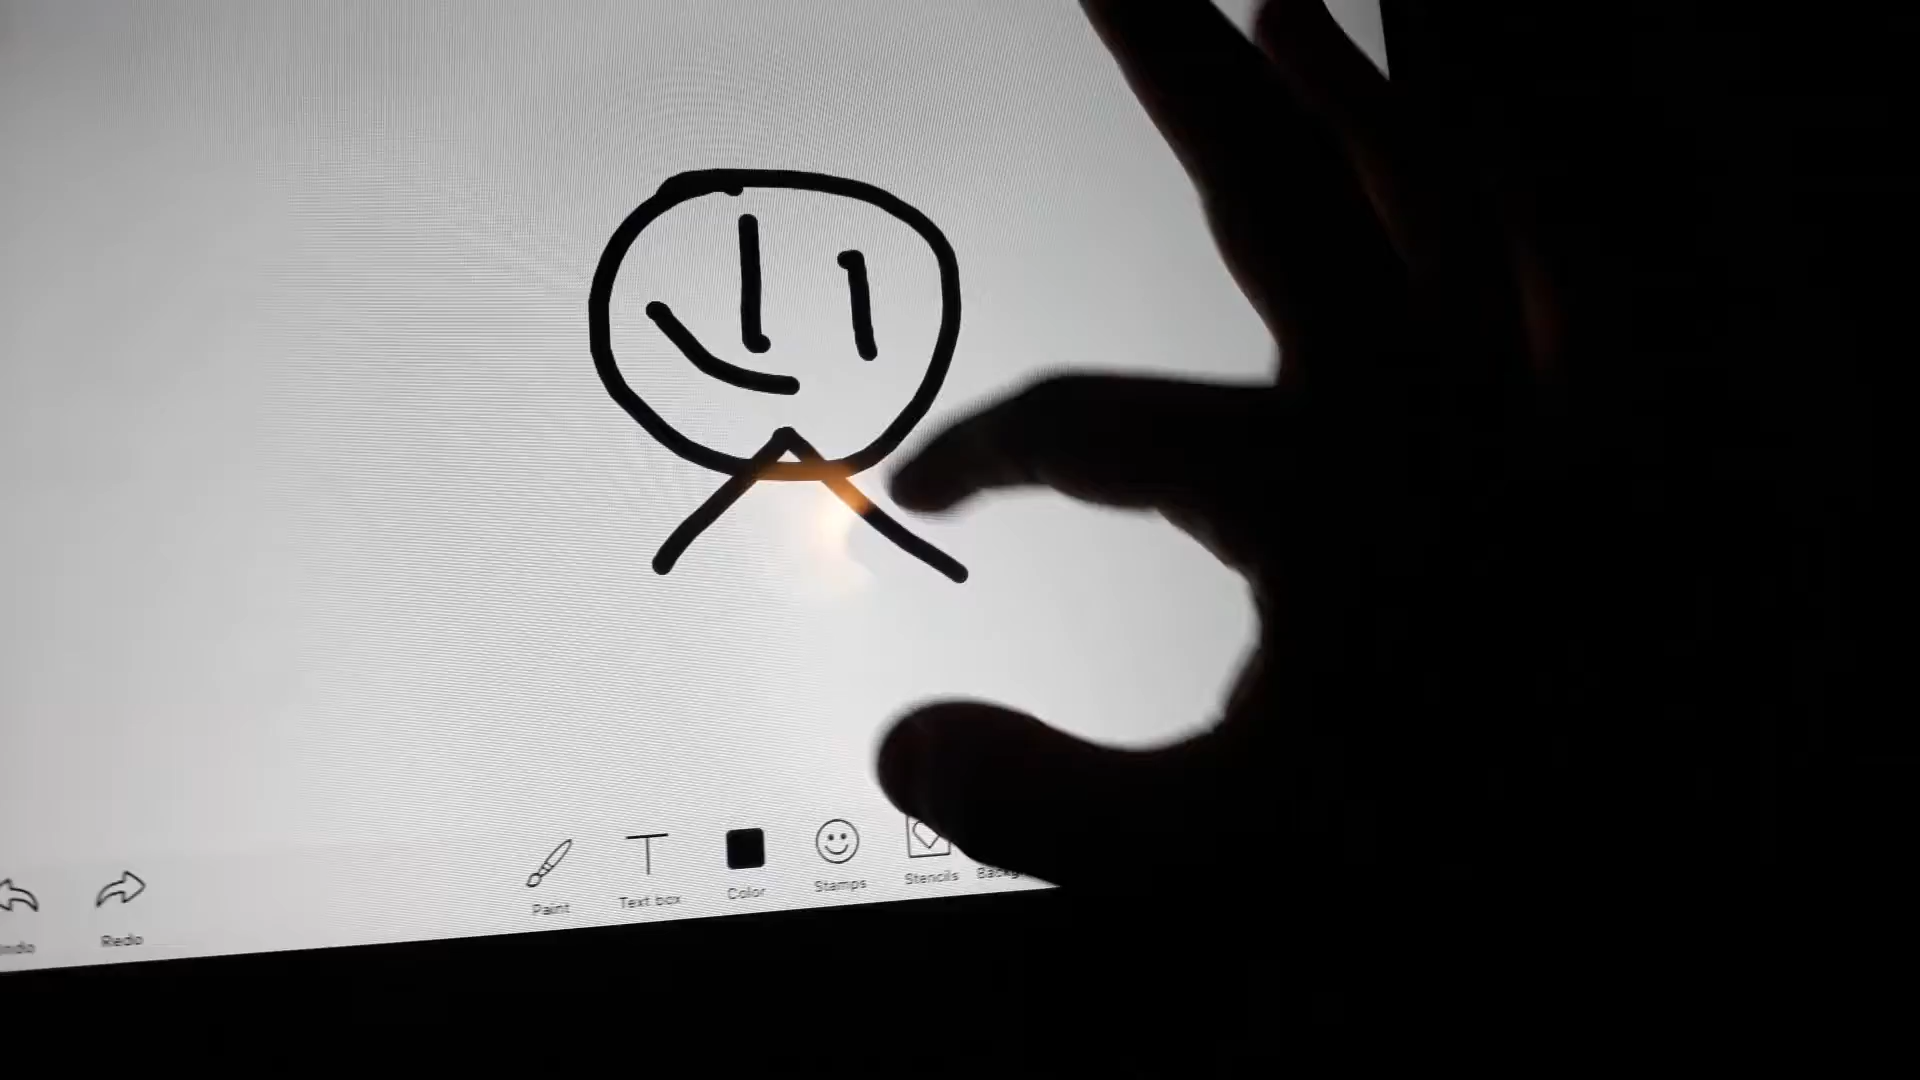 Paint
Text box
Color
Stamps
Stencils
Redo